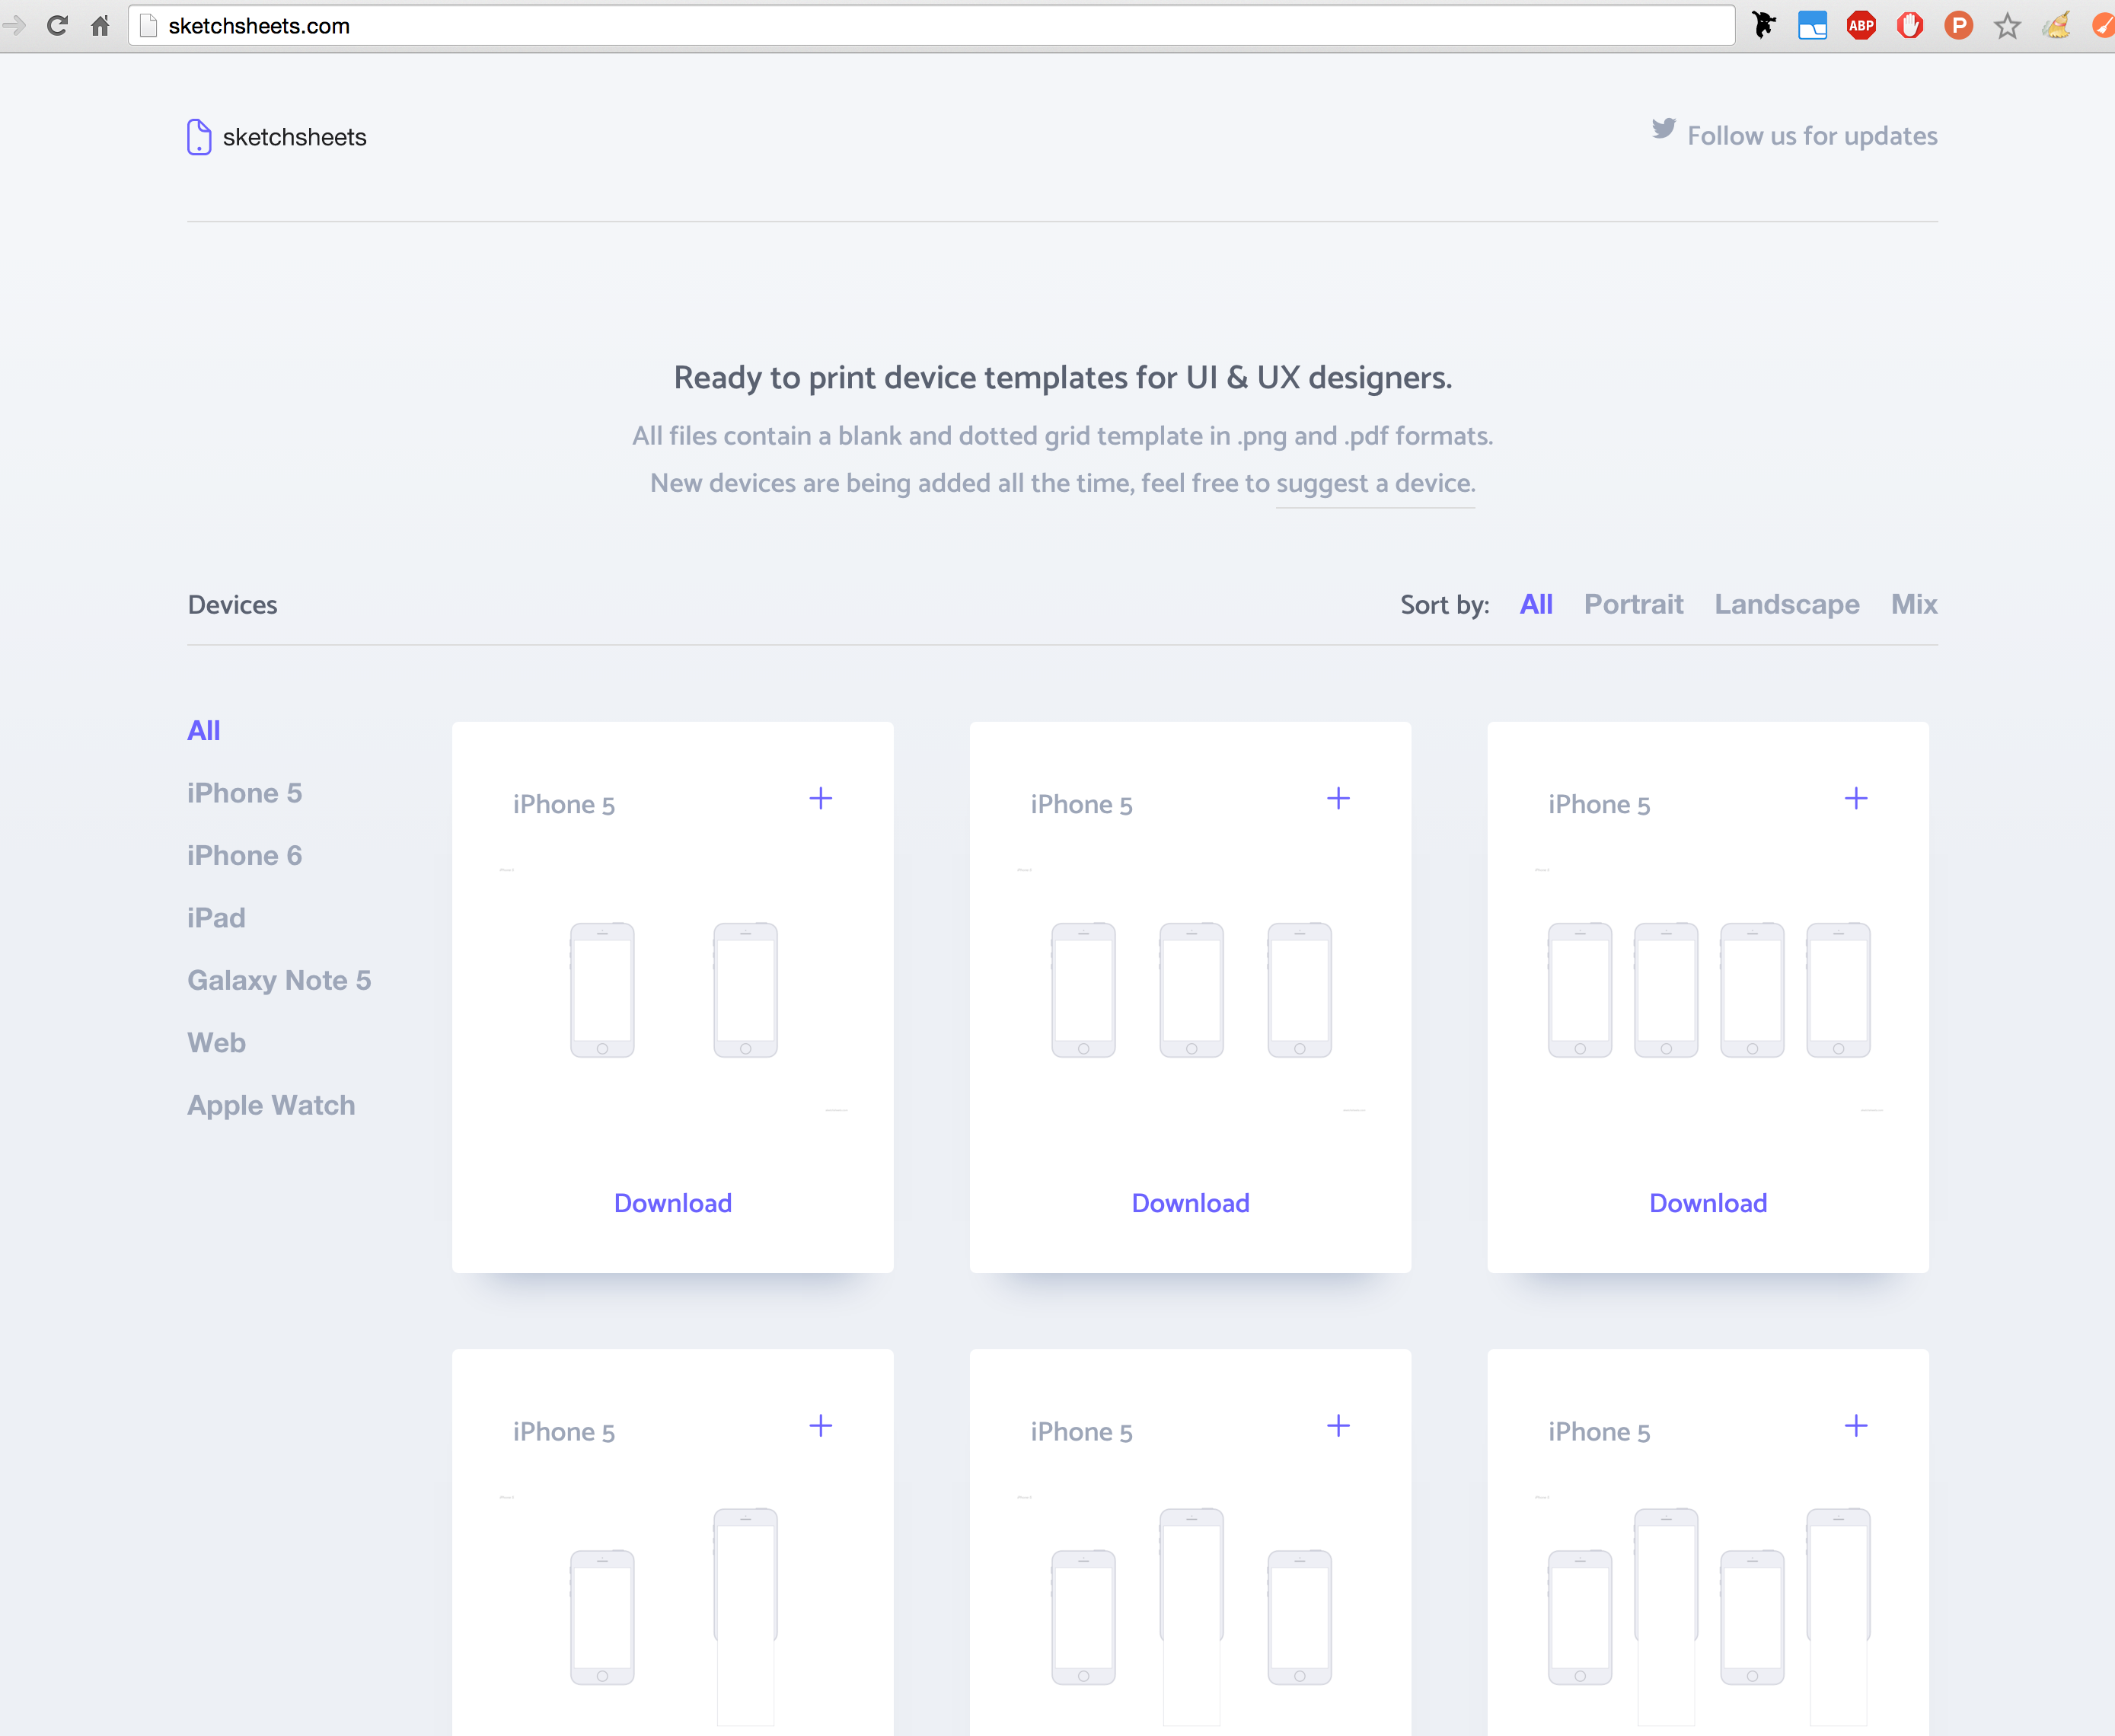 sketchsheets.com
ABP
P
sketchsheets
Follow us for updates
Ready to print device templates for UI & UX designers.
All files contain a blank and dotted grid template in .png and .pdf formats.
New devices are being added all the time, feel free to suggest a device.
Devices
Sort by: All Portrait Landscape Mix
All
iPhone 5
iPhone 6
iPad
Galaxy Note 5
Web
Apple Watch
iPhone 5 +
Download
iPhone 5 +
Download
iPhone 5 +
Download
iPhone 5 +
iPhone 5 +
iPhone 5 +